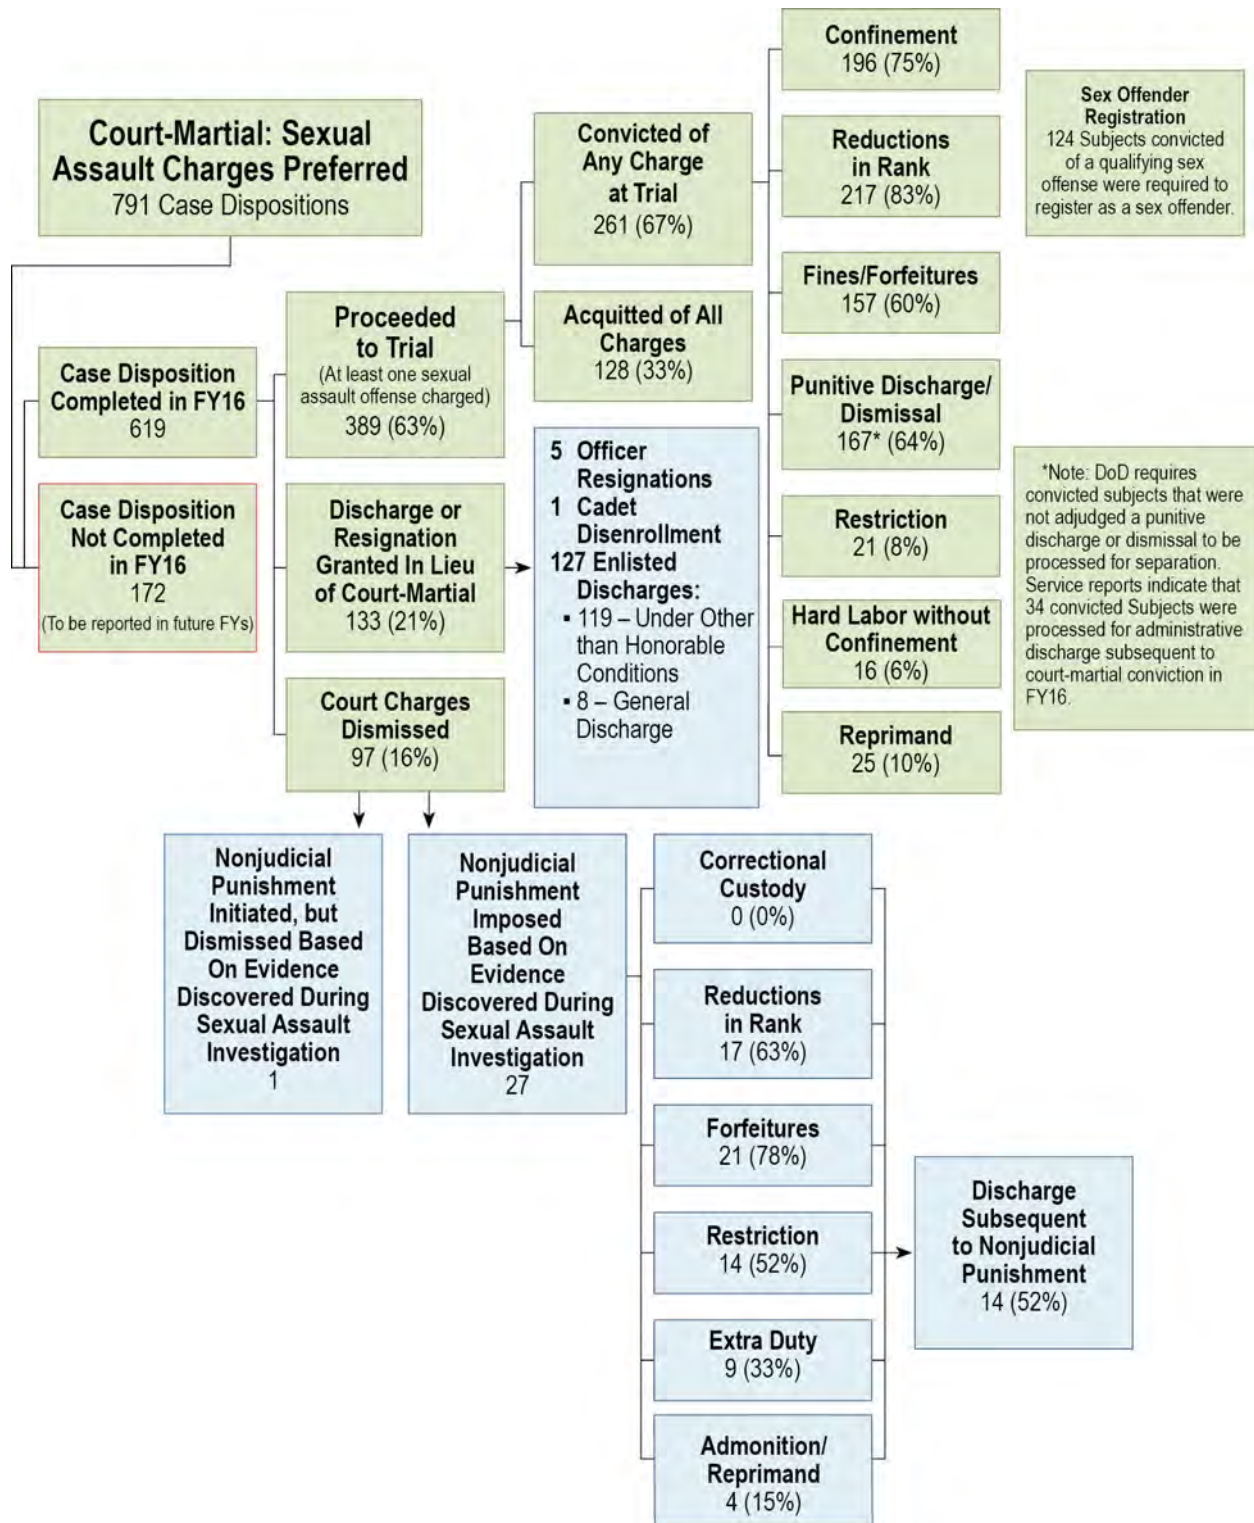 Court-Martial: Sexual
Assault Charges Preferred
791 Case Dispositions
Case Disposition
Completed in FY16
619
Case Disposition
Not Completed
in FY16
172
(To be reported in future FYs)
Proceeded
to Trial
(At least one sexual
assault offense charged)
389 (63%)
Discharge or
Resignation
Granted In Lieu
of Court-Martial
133 (21%)
Court Charges
Dismissed
97 (16%)
Convicted of
Any Charge
at Trial
261 (67%)
Acquitted of All
Charges
128 (33%)
5 Officer
Resignations
1 Cadet
Disenrollment
127 Enlisted
Discharges:
▪ 119 – Under Other
than Honorable
Conditions
▪ 8 – General
Discharge
Confinement
196 (75%)
Reductions
in Rank
217 (83%)
Fines/Forfeitures
157 (60%)
Punitive Discharge/
Dismissal
167* (64%)
Restriction
21 (8%)
Hard Labor without
Confinement
16 (6%)
Reprimand
25 (10%)
Sex Offender
Registration
124 Subjects convicted
of a qualifying sex
offense were required to
register as a sex offender.
*Note: DoD requires
convicted subjects that were
not adjudged a punitive
discharge or dismissal to be
processed for separation.
Service reports indicate that
34 convicted Subjects were
processed for administrative
discharge subsequent to
court-martial conviction in
FY16.
Nonjudicial
Punishment
Initiated, but
Dismissed Based
On Evidence
Discovered During
Sexual Assault
Investigation
1
Nonjudicial
Punishment
Imposed
Based On
Evidence
Discovered During
Sexual Assault
Investigation
27
Correctional
Custody
0 (0%)
Reductions
in Rank
17 (63%)
Forfeitures
21 (78%)
Restriction
14 (52%)
Extra Duty
9 (33%)
Admonition/
Reprimand
4 (15%)
Discharge
Subsequent
to Nonjudicial
Punishment
14 (52%)